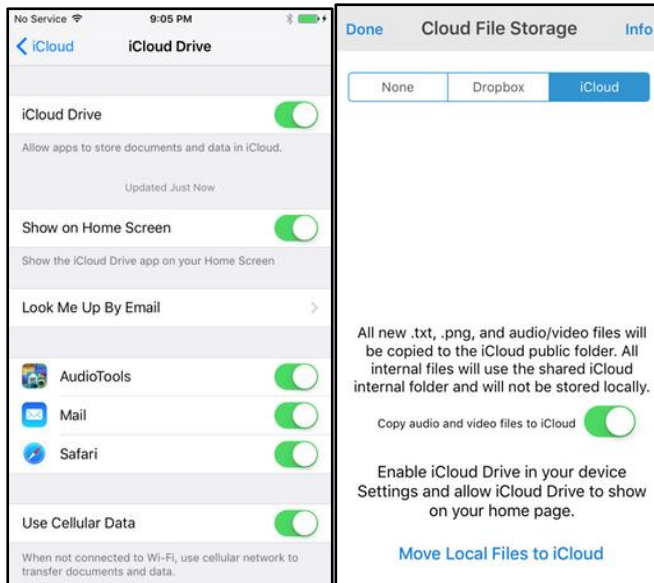 No Service 9:05 PM
iCloud iCloud Drive
iCloud Drive
Allow apps to store documents and data in iCloud.
Updated Just Now
Show on Home Screen
Show the iCloud Drive app on your Home Screen
Look Me Up By Email
AudioTools
Mail
Safari
Use Cellular Data
When not connected to Wi-Fi, use cellular network to
transfer documents and data.
Done Cloud File Storage Info
None Dropbox iCloud
All new .txt, .png, and audio/video files will
be copied to the iCloud public folder. All
internal files will use the shared iCloud
internal folder and will not be stored locally.
Copy audio and video files to iCloud
Enable iCloud Drive in your device
Settings and allow iCloud Drive to show
on your home page.
Move Local Files to iCloud